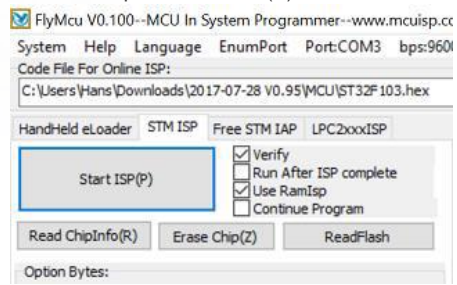 FlyMcu V0.100--MCU In System Programmer--www.mcuisp.co
System Help Language EnumPort Port:COM3 bps:9600
Code File For Online ISP:
C:\Users\Hans\Downloads\2017-07-28 V0.95\MCU\ST32F103.hex
HandHeld eLoader STM ISP Free STM IAP LPC2xxxISP
Start ISP(P)
Verify
Run After ISP complete
Use RamIsp
Continue Program
Read ChipInfo(R) Erase Chip(Z) ReadFlash
Option Bytes: